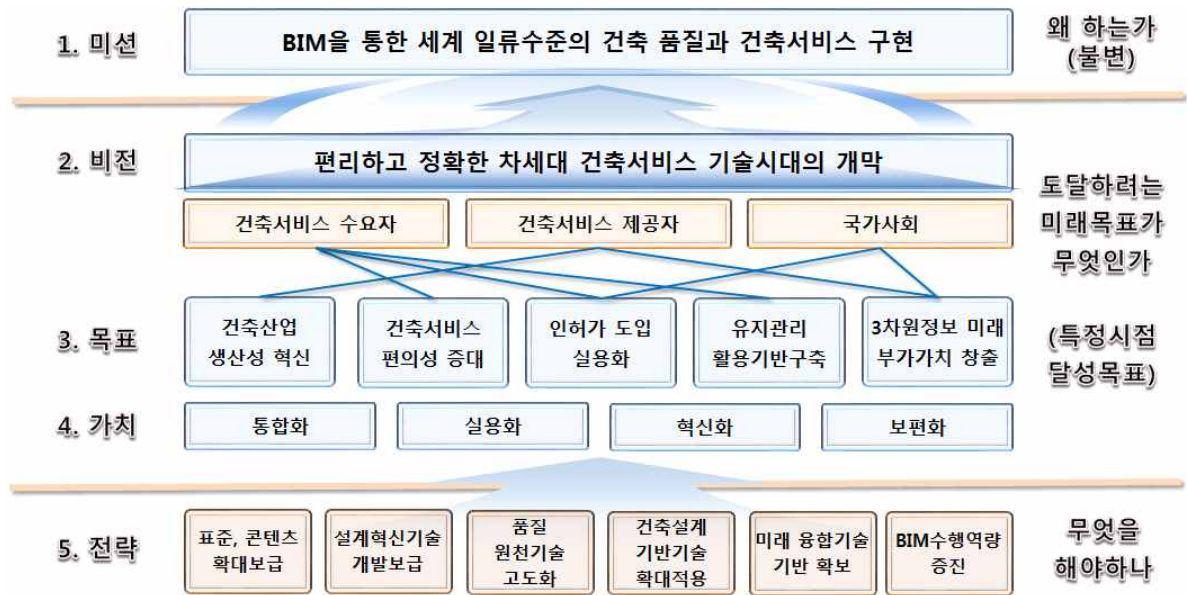 1. 미션
BIM을 통한 세계 일류수준의 건축 품질과 건축서비스 구현
왜 하는가
(불변)
2. 비전
편리하고 정확한 차세대 건축서비스 기술시대의 개막
건축서비스 수요자
건축서비스 제공자
국가사회
도달하려는
미래목표가
무엇인가
3. 목표
건축산업
생산성 혁신
건축서비스
편의성 증대
인허가 도입
실용화
유지관리
활용기반구축
3차원정보 미래
부가가치 창출
(특정시점
달성목표)
4. 가치
통합화
실용화
혁신화
보편화
5. 전략
표준, 콘텐츠
확대보급
설계혁신기술
개발보급
품질
원천기술
고도화
건축설계
기반기술
확대적용
미래 융합기술
기반 확보
BIM수행역량
증진
무엇을
해야하나